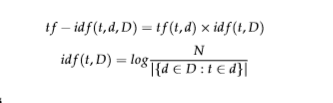 tf − idf(t,d,D) = tf(t,d) × idf(t,D)
idf(t,D) = log N / |{d ∈ D : t ∈ d}|